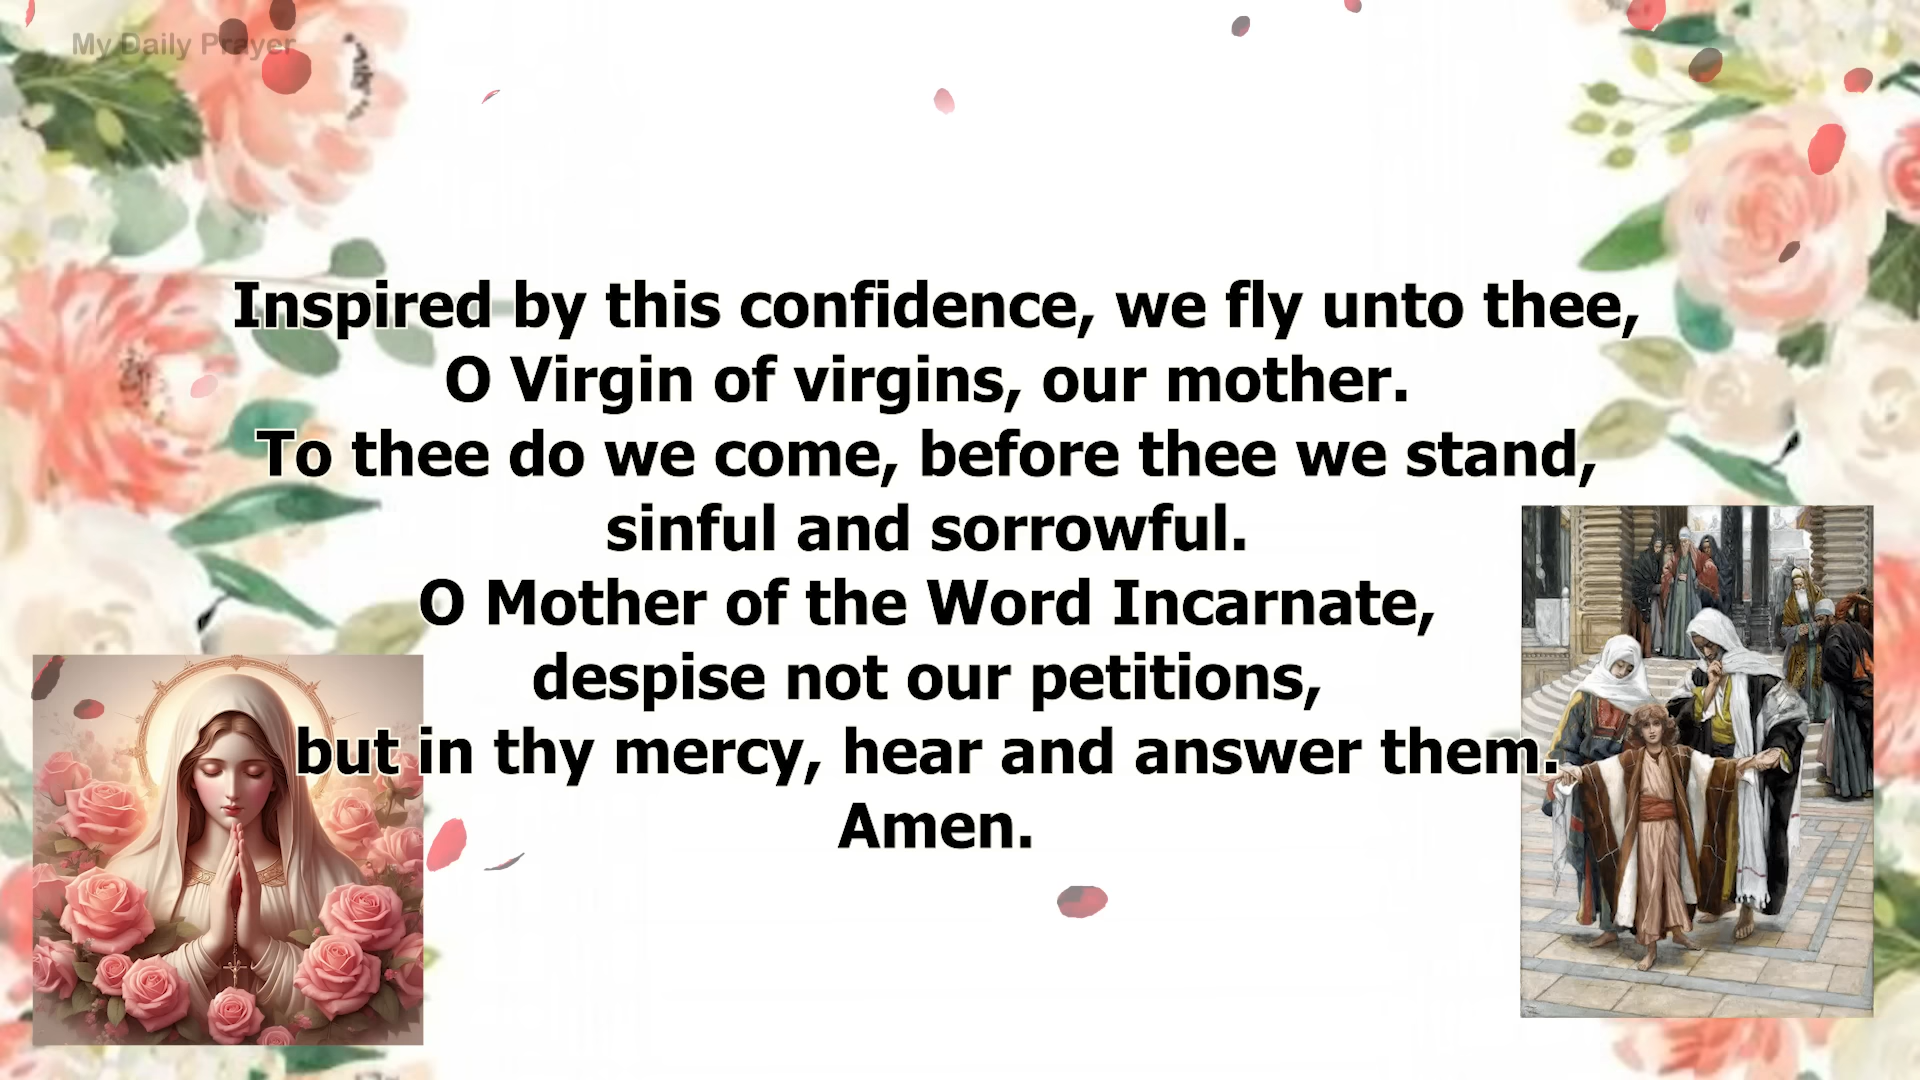 My Daily Prayer
Inspired by this confidence, we fly unto thee,
O Virgin of virgins, our mother.
To thee do we come, before thee we stand,
sinful and sorrowful.
O Mother of the Word Incarnate,
despise not our petitions,
but in thy mercy, hear and answer them.
Amen.